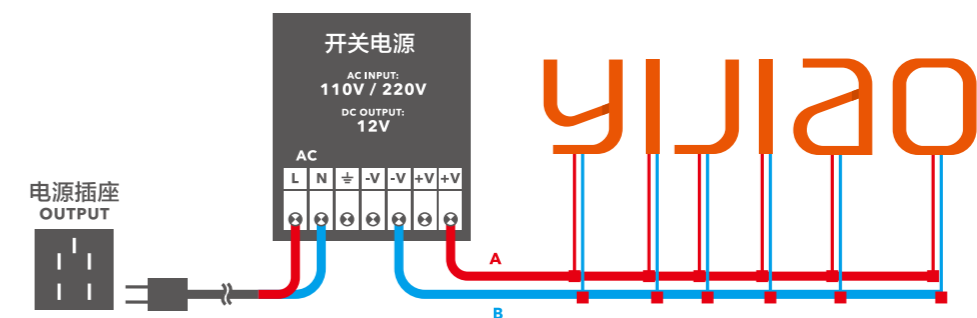 开关电源
AC INPUT:
110V / 220V
DC OUTPUT:
12V
AC
L N ⏚ -V -V +V +V
YIJIAO
电源插座
OUTPUT
A
B